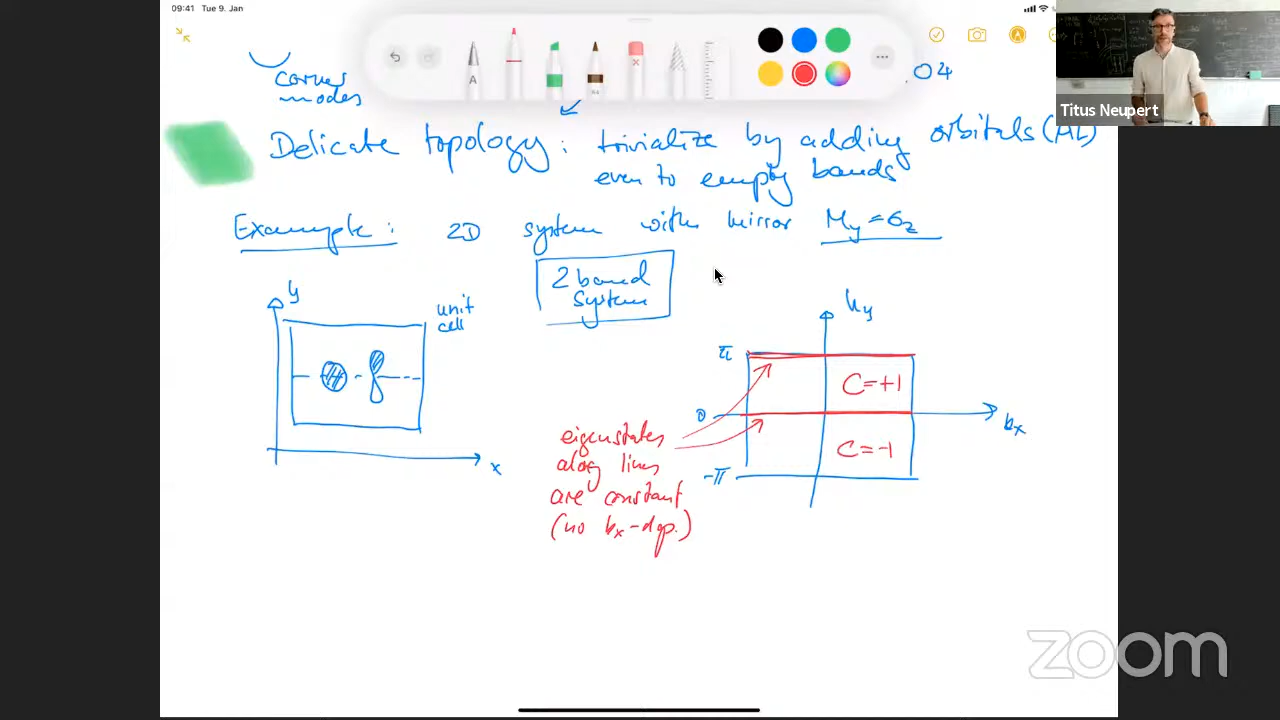 09:41 Tue 9. Jan
corner
modes
04
Titus Neupert
Delicate topology: trivialize by adding orbitals (AL)
even to empty bands
Example: 2D system with mirror My = σz
2 band
system
y
unit
cell
x
ky
π
C=+1
0
kx
C=-1
-π
eigenstates
along lines
are constant
(no kx-dep.)
zoom